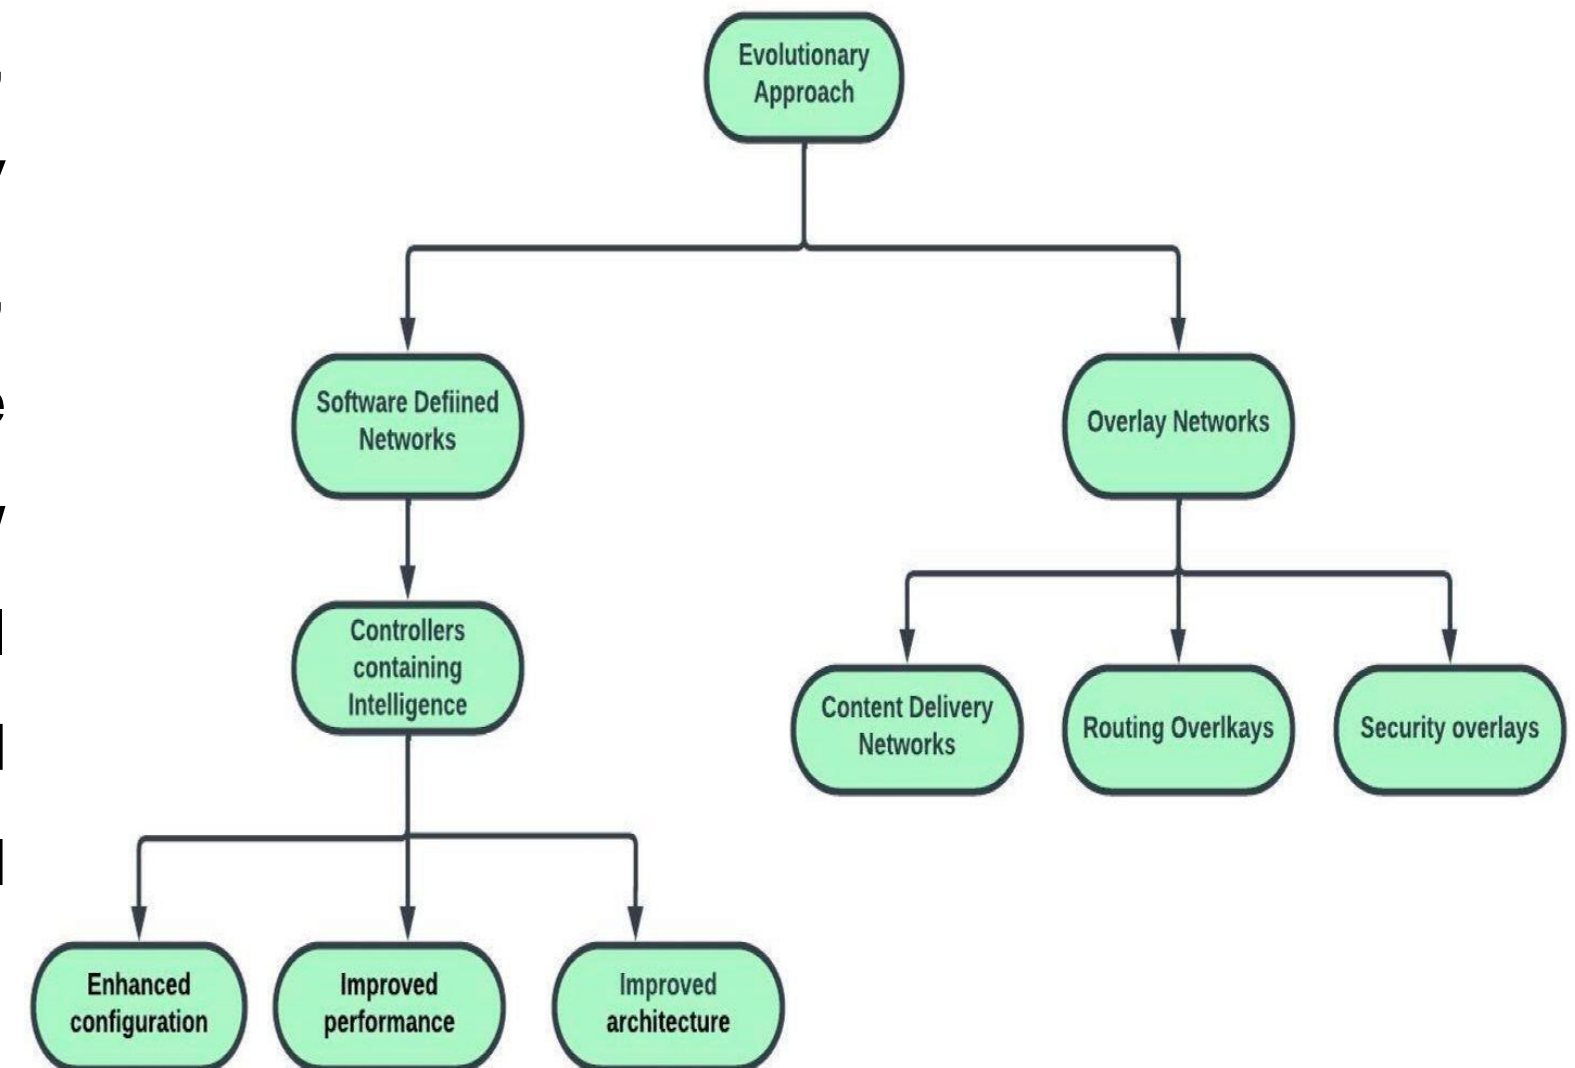 Evolutionary
Approach
Software Defiined
Networks
Overlay Networks
Controllers
containing
Intelligence
Content Delivery
Networks
Routing Overlkays
Security overlays
Enhanced
configuration
Improved
performance
Improved
architecture